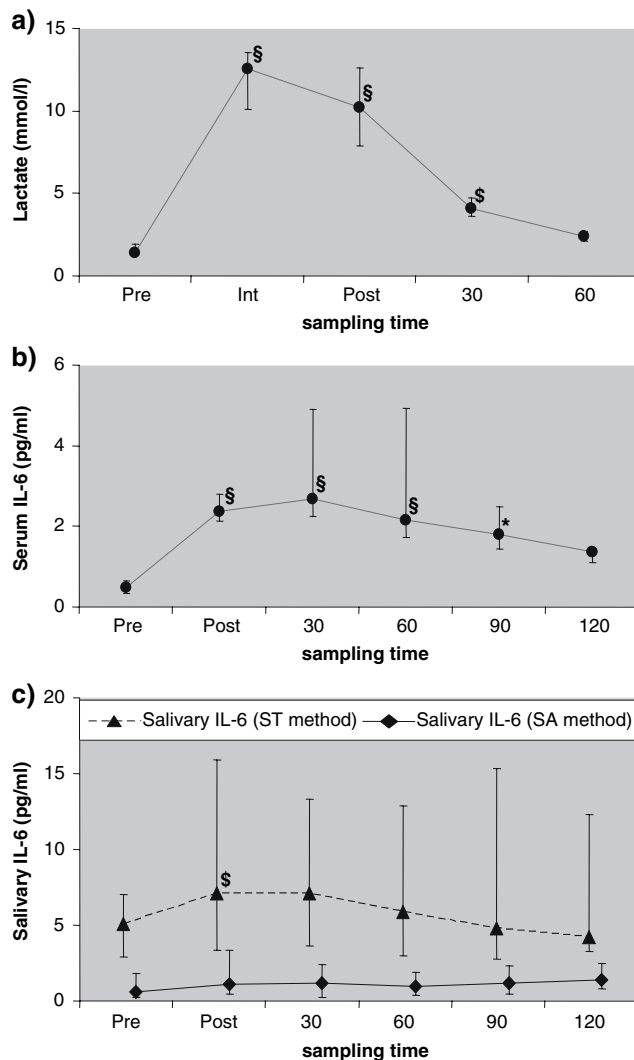 a)
15
§
§
10
Lactate (mmol/l)
5
$
0
Pre Int Post 30 60
sampling time
b)
6
4
Serum IL-6 (pg/ml)
§
§
§
2
*
0
Pre Post 30 60 90 120
sampling time
c)
20
Salivary IL-6 (ST method) Salivary IL-6 (SA method)
15
Salivary IL-6 (pg/ml)
10
$
5
0
Pre Post 30 60 90 120
sampling time